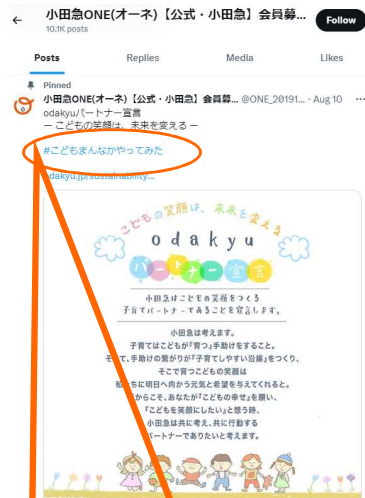 小田急ONE(オーネ)【公式・小田急】会員募...
10.1K posts
Follow
Posts Replies Media Likes
Pinned
小田急ONE(オーネ)【公式・小田急】会員募... @ONE_20191... · Aug 10 ...
odakyuパートナー宣言
ー こどもの笑顔は、未来を変える ー
#こどもまんなかやってみた
odakyu.jp/sustainability...
こどもの笑顔は、未来を変える
odakyu
パートナー宣言
小田急はこどもの笑顔をつくる
子育てパートナーであることを宣言します。
小田急は考えます。
子育てはこどもが『育つ』手助けをすること。
そして、手助けの繋がりが『子育てしやすい沿線』をつくり、
そこで育つこどもの笑顔は
私たちに明日へ向かう元気と希望を与えてくれると。
だからこそ、あなたが『こどもの幸せ』を願い、
『こどもを笑顔にしたい』と想う時、
小田急は共に考え、共に行動する
パートナーでありたいと考えます。